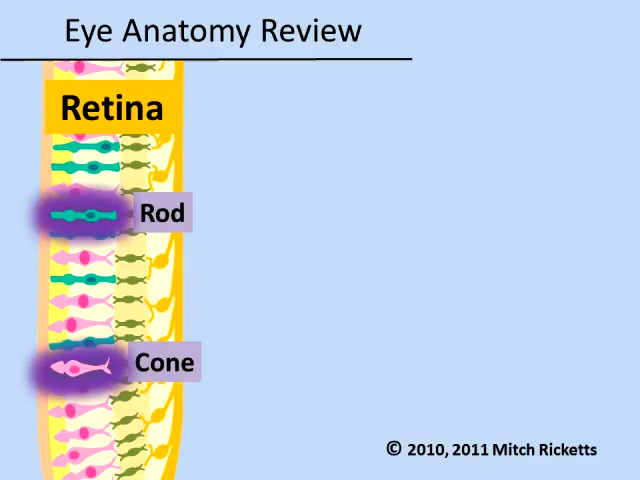 Eye Anatomy Review
Retina
Rod
Cone
© 2010, 2011 Mitch Ricketts